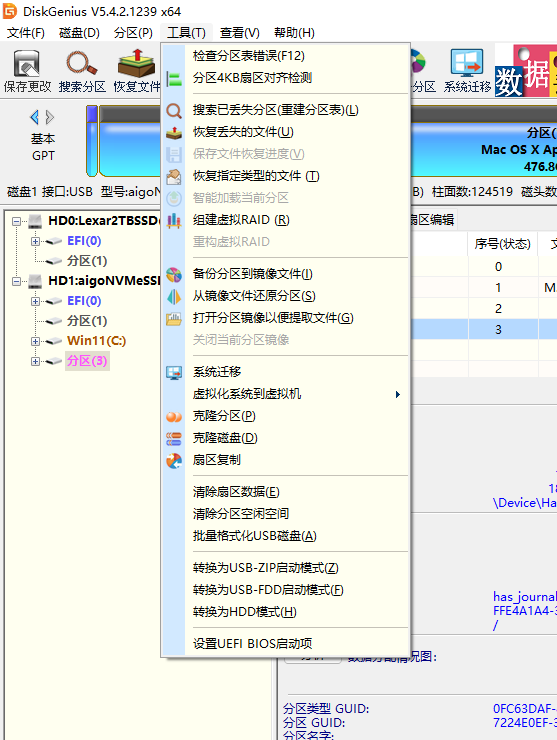 DiskGenius V5.4.2.1239 x64
文件(F) 磁盘(D) 分区(P) 工具(T) 查看(V) 帮助(H)
保存更改 搜索分区 恢复文件 分区 系统迁移 数据
基本
GPT
分区(
Mac OS X Ap
476.8
磁盘1 接口:USB 型号:aigoN B) 柱面数:124519 磁头数
HD0:Lexar2TBSSD
EFI(0)
分区(1)
HD1:aigoNVMeSSI
EFI(0)
分区(1)
Win11(C:)
分区(3)
检查分区表错误(F12)
分区4KB扇区对齐检测
搜索已丢失分区(重建分区表)(L)
恢复丢失的文件(U)
保存文件恢复进度(V)
恢复指定类型的文件 (T)
智能加载当前分区
组建虚拟RAID (R)
重构虚拟RAID
备份分区到镜像文件(I)
从镜像文件还原分区(S)
打开分区镜像以便提取文件(G)
关闭当前分区镜像
系统迁移
虚拟化系统到虚拟机
克隆分区(P)
克隆磁盘(D)
扇区复制
清除扇区数据(E)
清除分区空闲空间
批量格式化USB磁盘(A)
转换为USB-ZIP启动模式(Z)
转换为USB-FDD启动模式(F)
转换为HDD模式(H)
设置UEFI BIOS启动项
扇区编辑
序号(状态)
0
1 M
2
3
18
\Device\Ha
has_journal
FFE4A1A4-
/
数据分配情况图:
分区类型 GUID: 0FC63DAF-
分区 GUID: 7224E0EF-
分区名字: